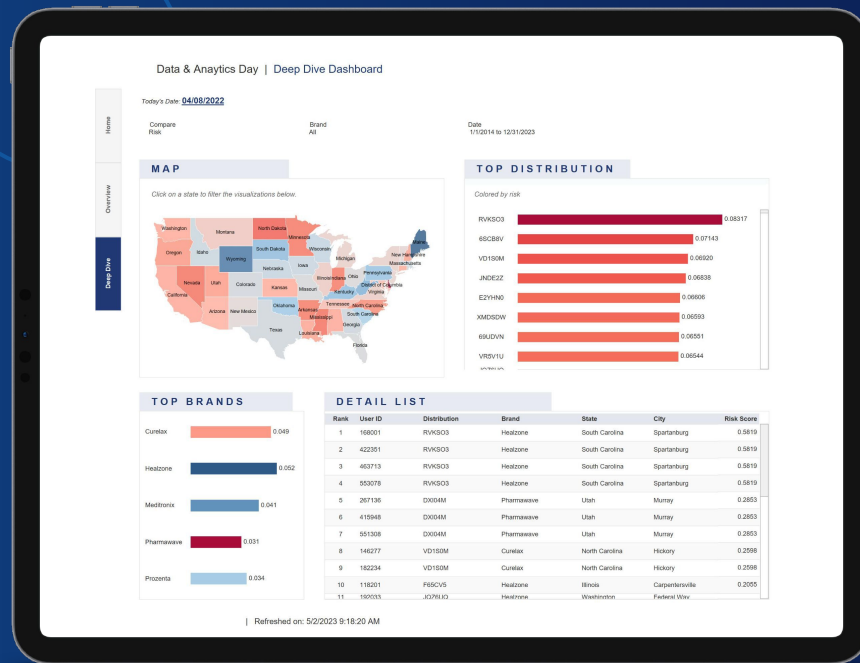 Data & Anaytics Day | Deep Dive Dashboard
Today's Date: 04/08/2022
Home
Overview
Deep Dive
Compare
Risk
Brand
All
Date
1/1/2014 to 12/31/2023
MAP
Click on a state to filter the visualizations below.
Washington
Montana
North Dakota
Minnesota
Maine
Oregon
Idaho
Wyoming
South Dakota
Wisconsin
Michigan
New Hampshire
Massachusetts
Nebraska
Iowa
Illinois
Indiana
Ohio
Pennsylvania
Nevada
Utah
Colorado
Kansas
Missouri
Kentucky
District of Columbia
Virginia
California
Arizona
New Mexico
Oklahoma
Arkansas
Tennessee
North Carolina
South Carolina
Mississippi
Georgia
Texas
Louisiana
Florida
TOP DISTRIBUTION
Colored by risk
RVKSO3 0.08317
6SCB8V 0.07143
VD1S0M 0.06920
JNDE2Z 0.06838
E2YHN0 0.06606
XMDSDW 0.06593
69UDVN 0.06551
VR5V1U 0.06544
JQZ6UO
TOP BRANDS
Curelax 0.049
Healzone 0.052
Meditronix 0.041
Pharmawave 0.031
Prozenta 0.034
DETAIL LIST
Rank User ID Distribution Brand State City Risk Score
1 168001 RVKSO3 Healzone South Carolina Spartanburg 0.5819
2 422351 RVKSO3 Healzone South Carolina Spartanburg 0.5819
3 463713 RVKSO3 Healzone South Carolina Spartanburg 0.5819
4 553078 RVKSO3 Healzone South Carolina Spartanburg 0.5819
5 267136 DXI04M Pharmawave Utah Murray 0.2853
6 415948 DXI04M Pharmawave Utah Murray 0.2853
7 551308 DXI04M Pharmawave Utah Murray 0.2853
8 146277 VD1S0M Curelax North Carolina Hickory 0.2598
9 182234 VD1S0M Curelax North Carolina Hickory 0.2598
10 118201 F65CV5 Healzone Illinois Carpentersville 0.2055
11 192033 JQZ6UO Healzone Washington Federal Way
| Refreshed on: 5/2/2023 9:18:20 AM